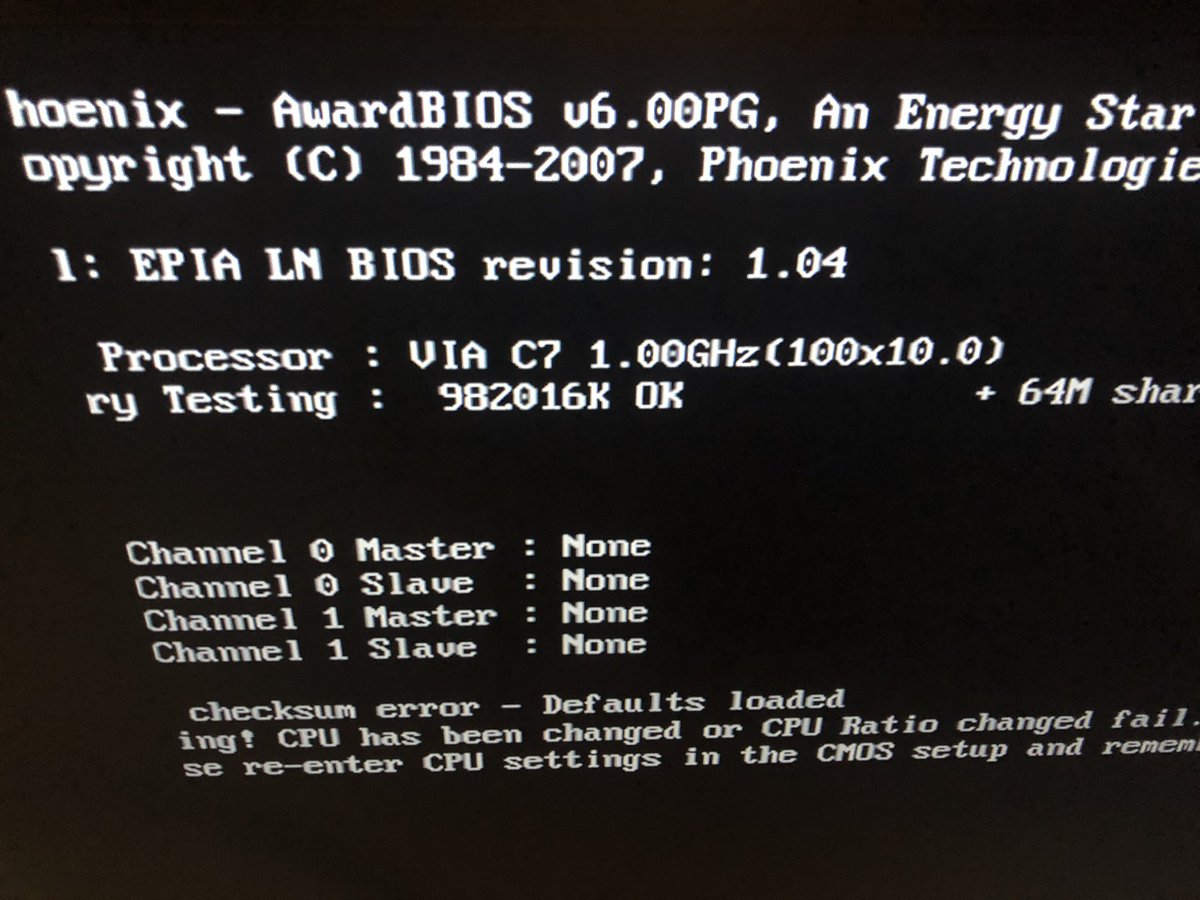 hoenix - AwardBIOS v6.00PG, An Energy Star
opyright (C) 1984-2007, Phoenix Technologie
l: EPIA LN BIOS revision: 1.04
Processor : VIA C7 1.00GHz(100x10.0)
ry Testing : 982016K OK + 64M shar
Channel 0 Master : None
Channel 0 Slave : None
Channel 1 Master : None
Channel 1 Slave : None
checksum error - Defaults loaded
ing! CPU has been changed or CPU Ratio changed fail
se re-enter CPU settings in the CMOS setup and remem